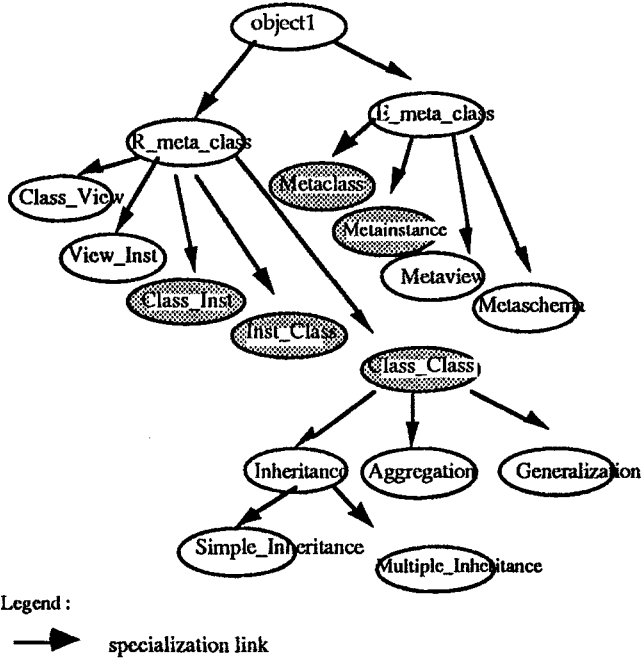 object1
E_meta_class
R_meta_class
Metaclass
Class_View
Metainstance
View_Inst
Metaview
Class_Inst
Metaschema
Inst_Class
Class_Class
Inheritance
Aggregation
Generalization
Simple_Inheritance
Multiple_Inheritance
Legend :
specialization link